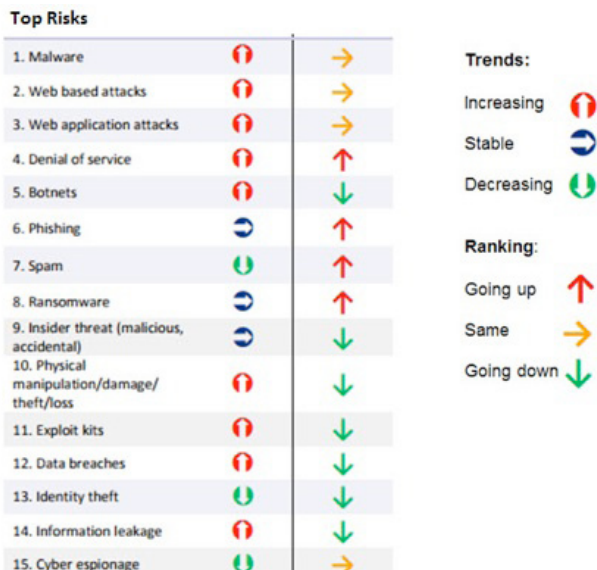 Top Risks
1. Malware
2. Web based attacks
3. Web application attacks
4. Denial of service
5. Botnets
6. Phishing
7. Spam
8. Ransomware
9. Insider threat (malicious,
accidental)
10. Physical
manipulation/damage/
theft/loss
11. Exploit kits
12. Data breaches
13. Identity theft
14. Information leakage
15. Cyber espionage
Trends:
Increasing
Stable
Decreasing
Ranking:
Going up
Same
Going down